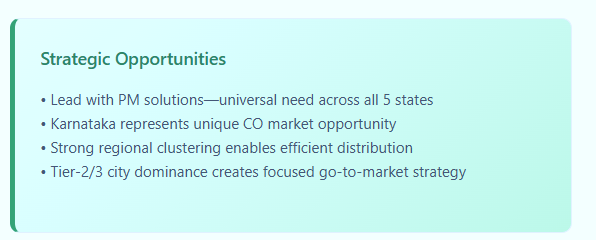 Strategic Opportunities
• Lead with PM solutions—universal need across all 5 states
• Karnataka represents unique CO market opportunity
• Strong regional clustering enables efficient distribution
• Tier-2/3 city dominance creates focused go-to-market strategy